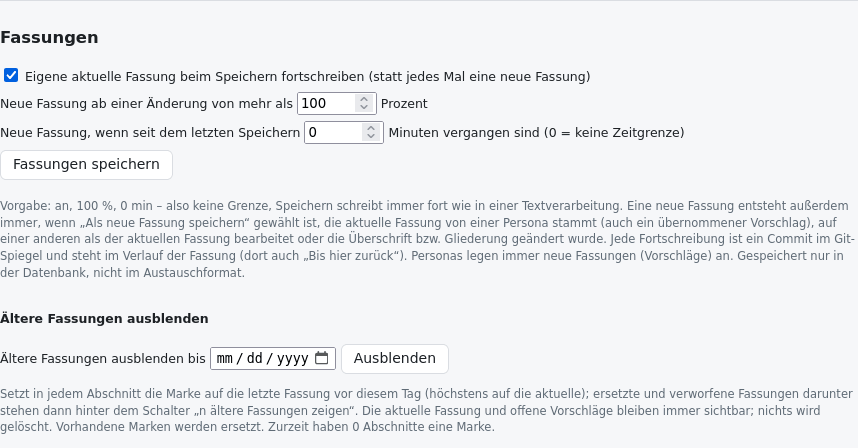 Fassungen
Eigene aktuelle Fassung beim Speichern fortschreiben (statt jedes Mal eine neue Fassung)
Neue Fassung ab einer Änderung von mehr als 100 Prozent
Neue Fassung, wenn seit dem letzten Speichern 0 Minuten vergangen sind (0 = keine Zeitgrenze)
Fassungen speichern
Vorgabe: an, 100 %, 0 min – also keine Grenze, Speichern schreibt immer fort wie in einer Textverarbeitung. Eine neue Fassung entsteht außerdem
immer, wenn „Als neue Fassung speichern“ gewählt ist, die aktuelle Fassung von einer Persona stammt (auch ein übernommener Vorschlag), auf
einer anderen als der aktuellen Fassung bearbeitet oder die Überschrift bzw. Gliederung geändert wurde. Jede Fortschreibung ist ein Commit im Git-
Spiegel und steht im Verlauf der Fassung (dort auch „Bis hier zurück“). Personas legen immer neue Fassungen (Vorschläge) an. Gespeichert nur in
der Datenbank, nicht im Austauschformat.
Ältere Fassungen ausblenden
Ältere Fassungen ausblenden bis mm/dd/yyyy Ausblenden
Setzt in jedem Abschnitt die Marke auf die letzte Fassung vor diesem Tag (höchstens auf die aktuelle); ersetzte und verworfene Fassungen darunter
stehen dann hinter dem Schalter „n ältere Fassungen zeigen“. Die aktuelle Fassung und offene Vorschläge bleiben immer sichtbar; nichts wird
gelöscht. Vorhandene Marken werden ersetzt. Zurzeit haben 0 Abschnitte eine Marke.